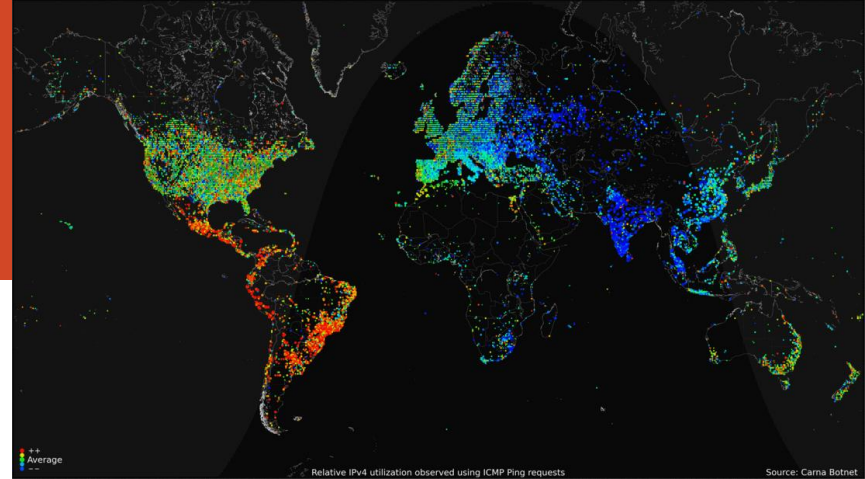 ++
Average
--
Relative IPv4 utilization observed using ICMP Ping requests
Source: Carna Botnet